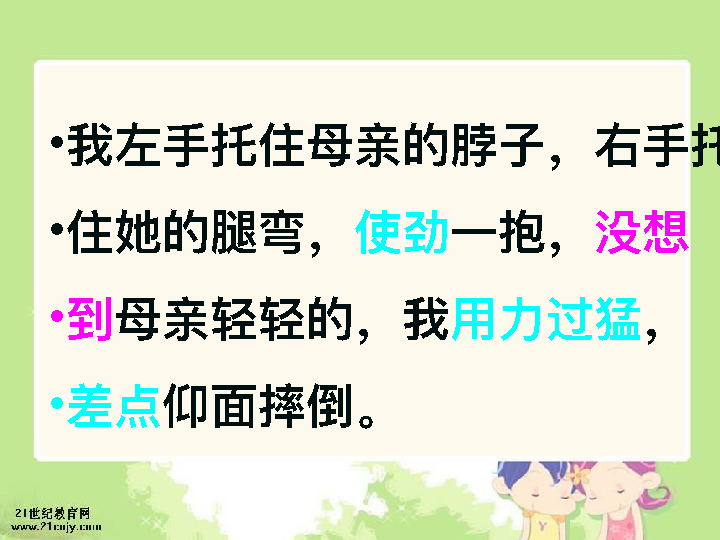 •我左手托住母亲的脖子，右手托
•住她的腿弯，使劲一抱，没想
•到母亲轻轻的，我用力过猛，
•差点仰面摔倒。
21世纪教育网
www.21cnjy.com